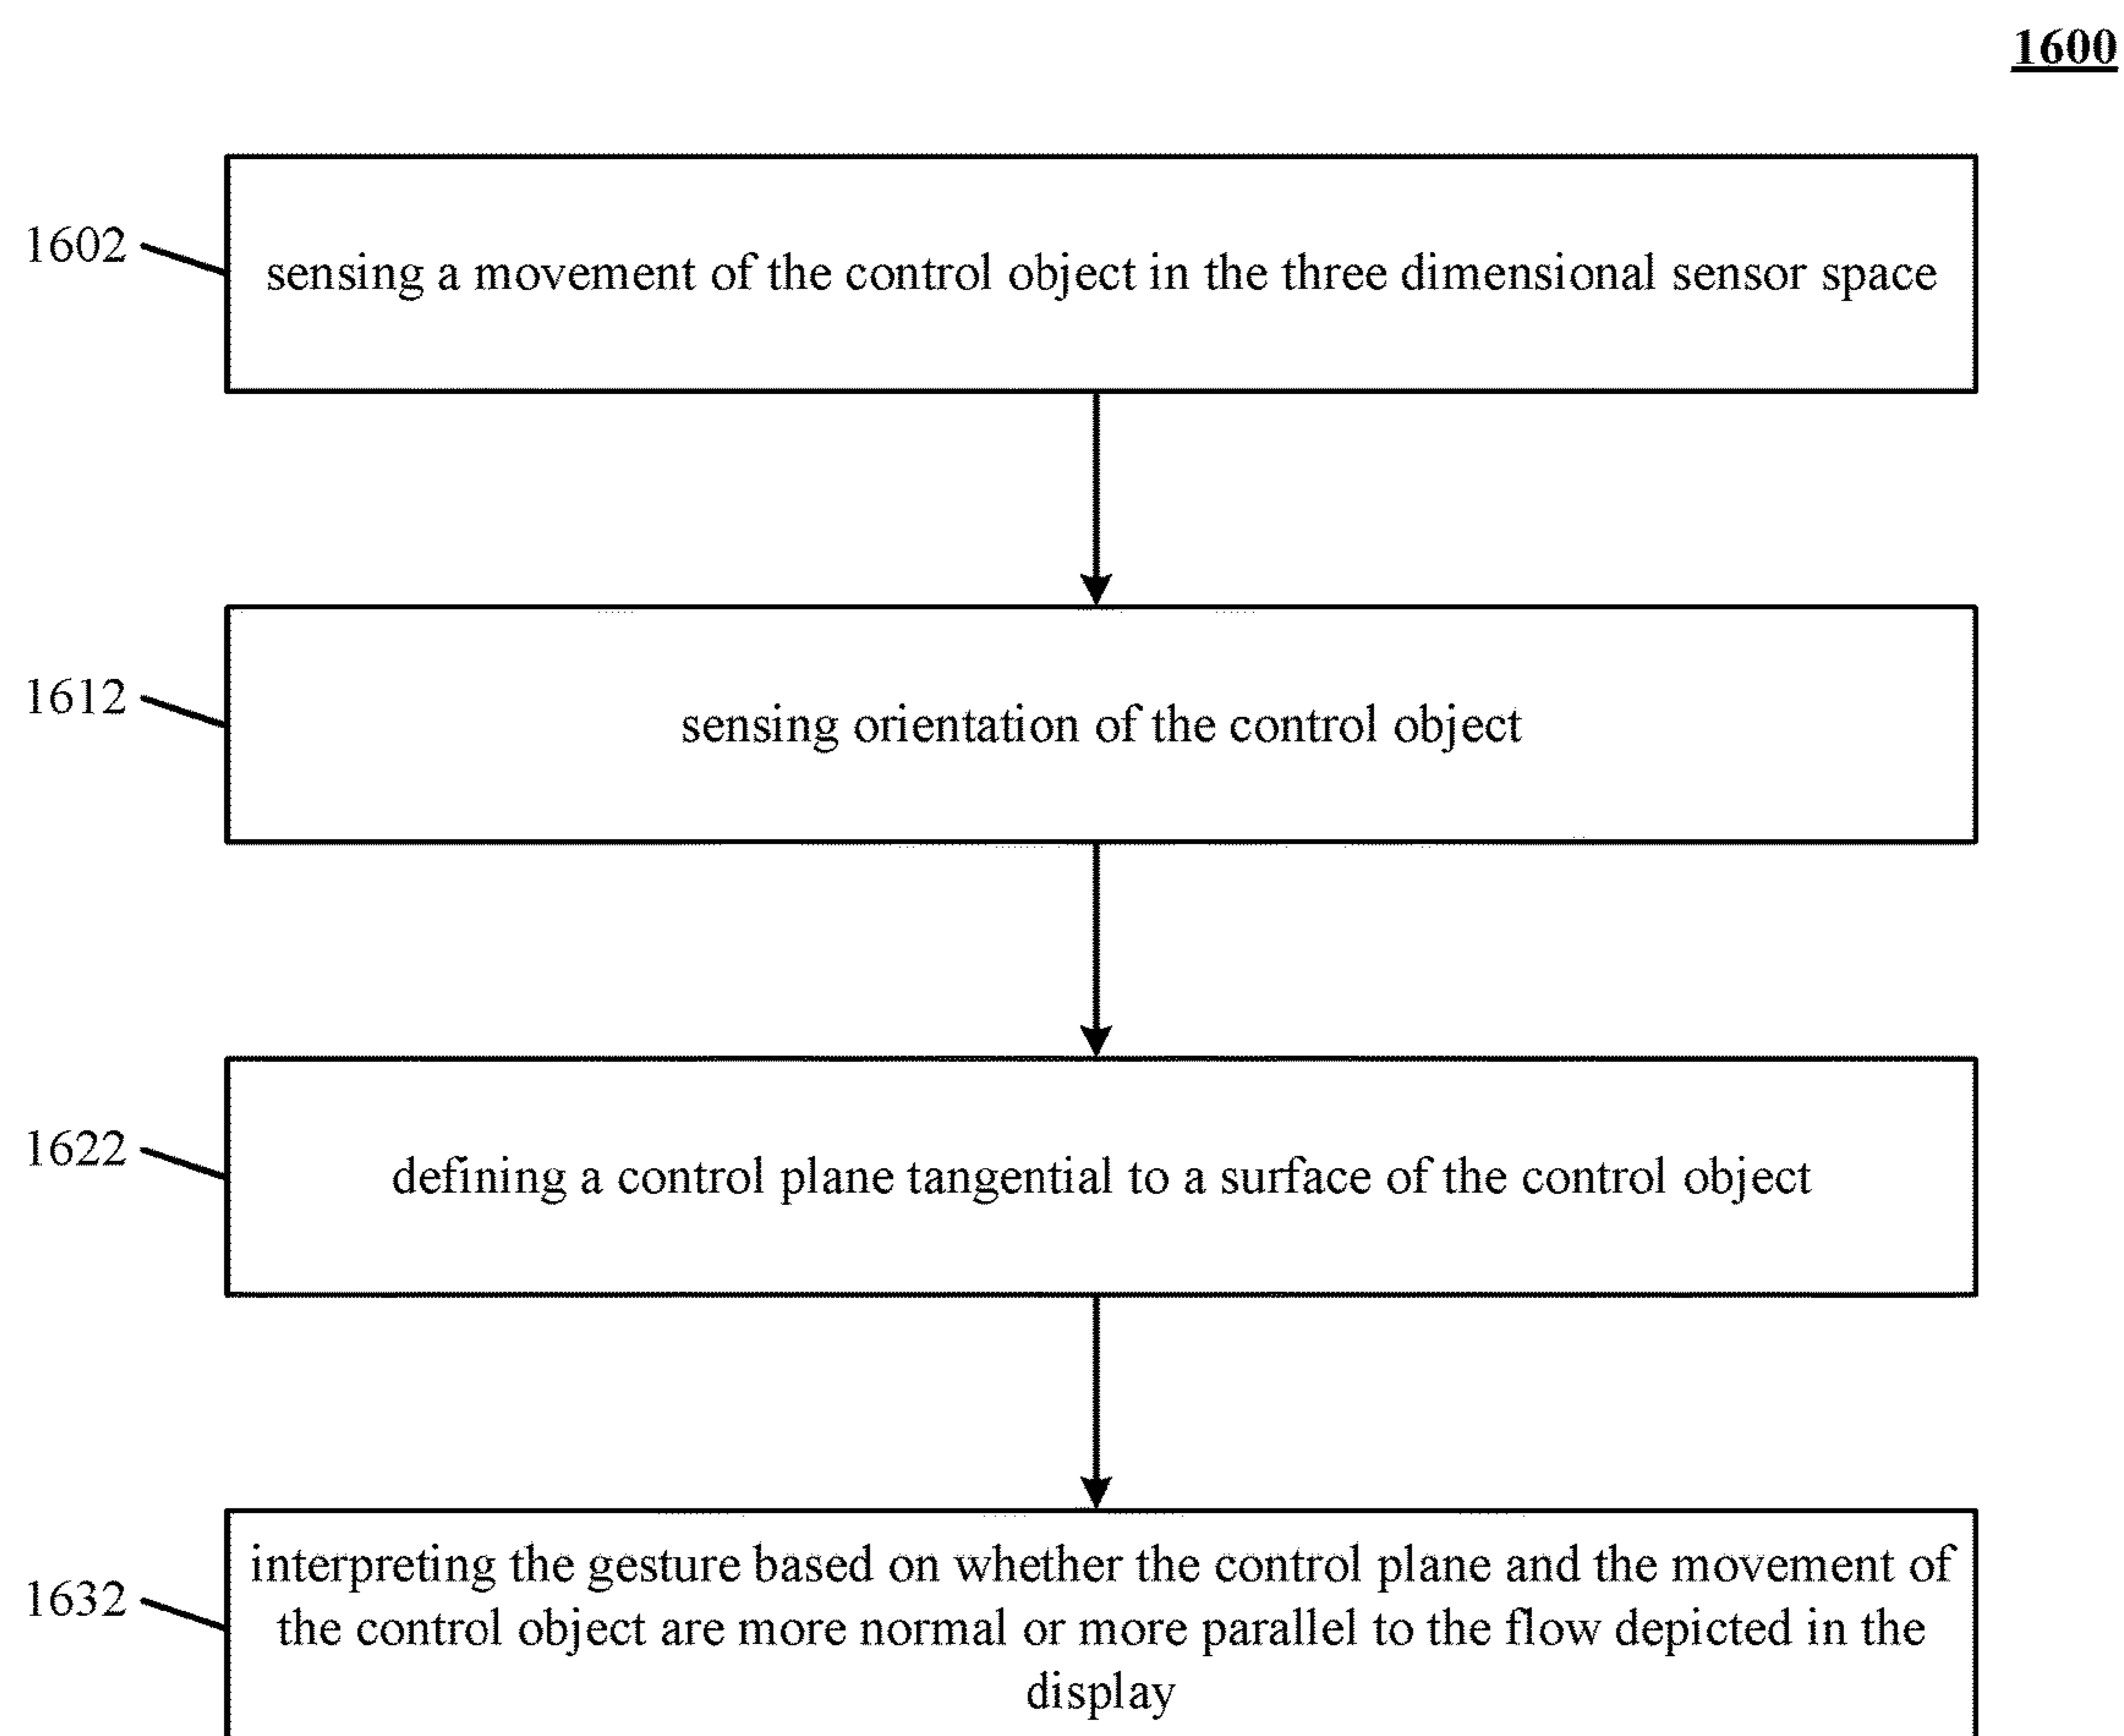 1600
1602
sensing a movement of the control object in the three dimensional sensor space
1612
sensing orientation of the control object
1622
defining a control plane tangential to a surface of the control object
1632
interpreting the gesture based on whether the control plane and the movement of
the control object are more normal or more parallel to the flow depicted in the
display